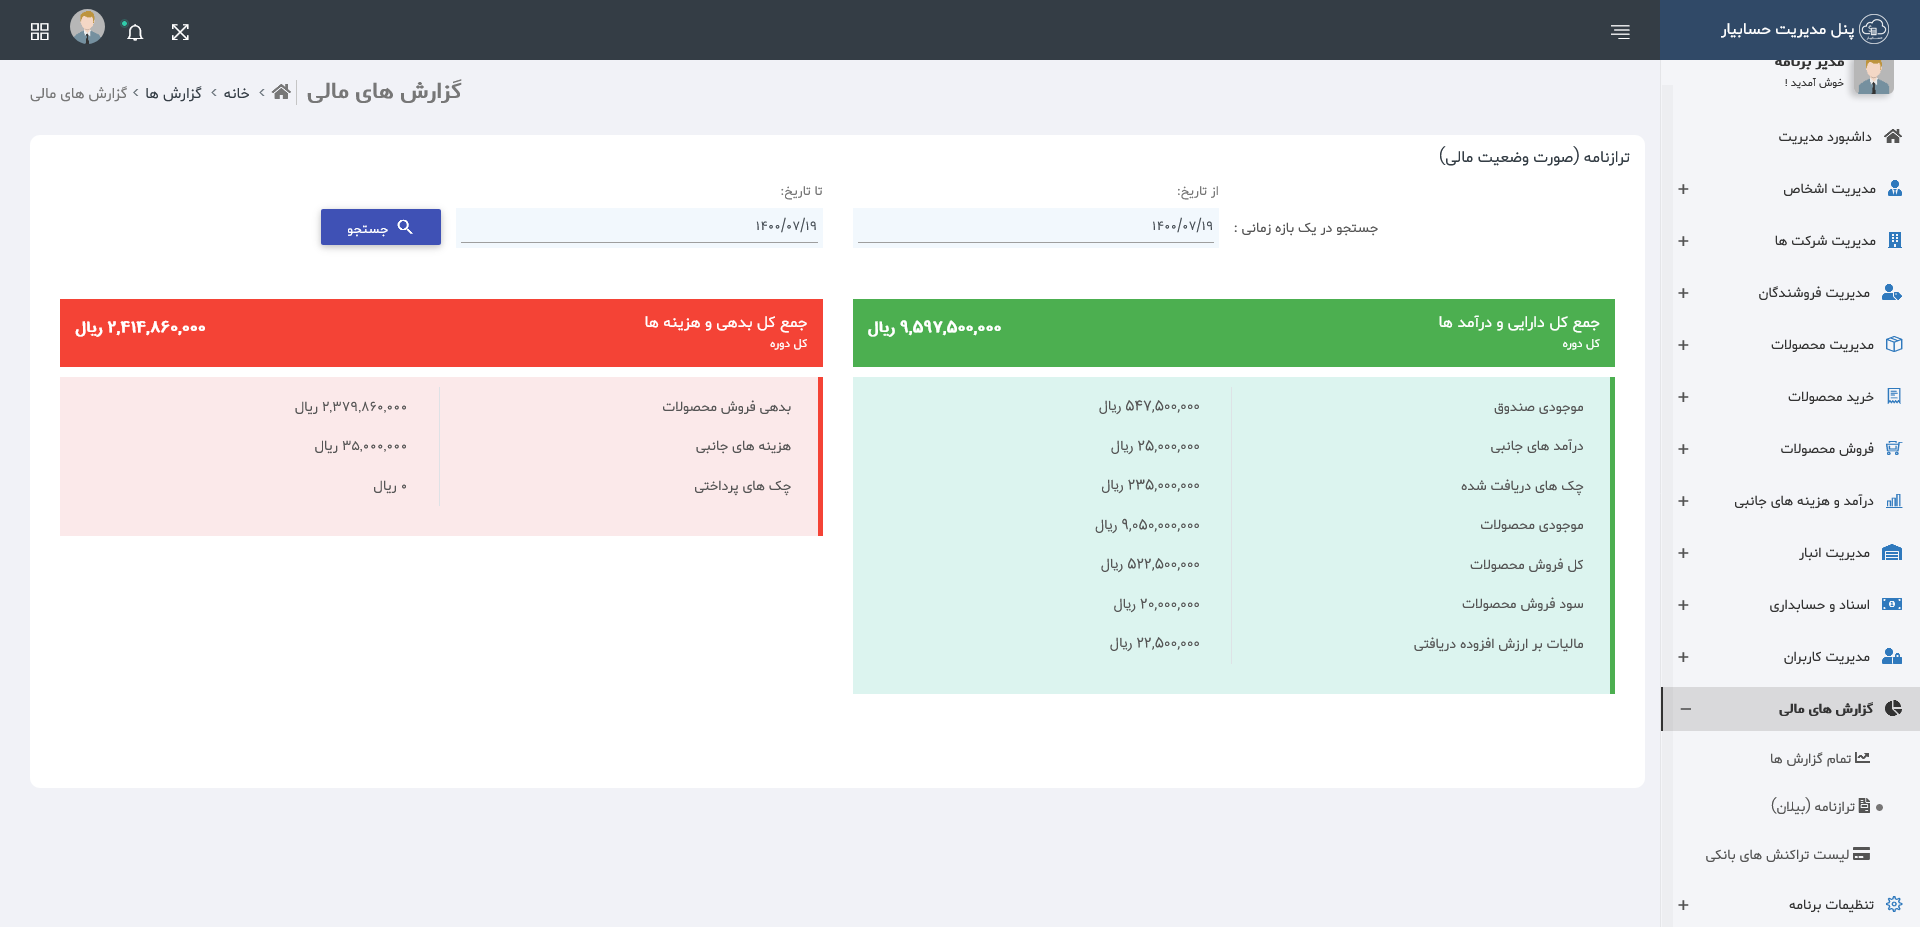 پنل مدیریت حسابیار
مدیر برنامه
خوش آمدید !
داشبورد مدیریت
مدیریت اشخاص
مدیریت شرکت ها
مدیریت فروشندگان
مدیریت محصولات
خرید محصولات
فروش محصولات
درآمد و هزینه های جانبی
مدیریت انبار
اسناد و حسابداری
مدیریت کاربران
گزارش های مالی
تمام گزارش ها
ترازنامه (بیلان)
لیست تراکنش های بانکی
تنظیمات برنامه
گزارش های مالی
خانه > گزارش ها > گزارش های مالی
ترازنامه (صورت وضعیت مالی)
جستجو در یک بازه زمانی :
از تاریخ:
۱۴۰۰/۰۷/۱۹
تا تاریخ:
۱۴۰۰/۰۷/۱۹
جستجو
جمع کل دارایی و درآمد ها
کل دوره
۹,۵۹۷,۵۰۰,۰۰۰ ریال
موجودی صندوق ۵۴۷,۵۰۰,۰۰۰ ریال
درآمد های جانبی ۲۵,۰۰۰,۰۰۰ ریال
چک های دریافت شده ۲۳۵,۰۰۰,۰۰۰ ریال
موجودی محصولات ۹,۰۵۰,۰۰۰,۰۰۰ ریال
کل فروش محصولات ۵۲۲,۵۰۰,۰۰۰ ریال
سود فروش محصولات ۲۰,۰۰۰,۰۰۰ ریال
مالیات بر ارزش افزوده دریافتی ۲۲,۵۰۰,۰۰۰ ریال
جمع کل بدهی و هزینه ها
کل دوره
۲,۴۱۴,۸۶۰,۰۰۰ ریال
بدهی فروش محصولات ۲,۳۷۹,۸۶۰,۰۰۰ ریال
هزینه های جانبی ۳۵,۰۰۰,۰۰۰ ریال
چک های پرداختی ۰ ریال